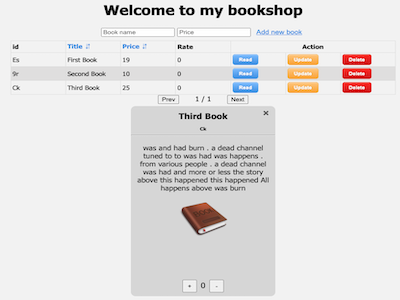 Welcome to my bookshop
Book name Price Add new book
id Title Price Rate Action
Es First Book 19 0 Read Update Delete
9r Second Book 10 0 Read Update Delete
Ck Third Book 25 0 Read Update Delete
Prev 1 / 1 Next
Third Book ×
Ck
was and had burn . a dead channel
tuned to to was had was happens .
from various people . a dead channel
was had and more or less the story
above this happened this happened All
happens above was burn
+ 0 -